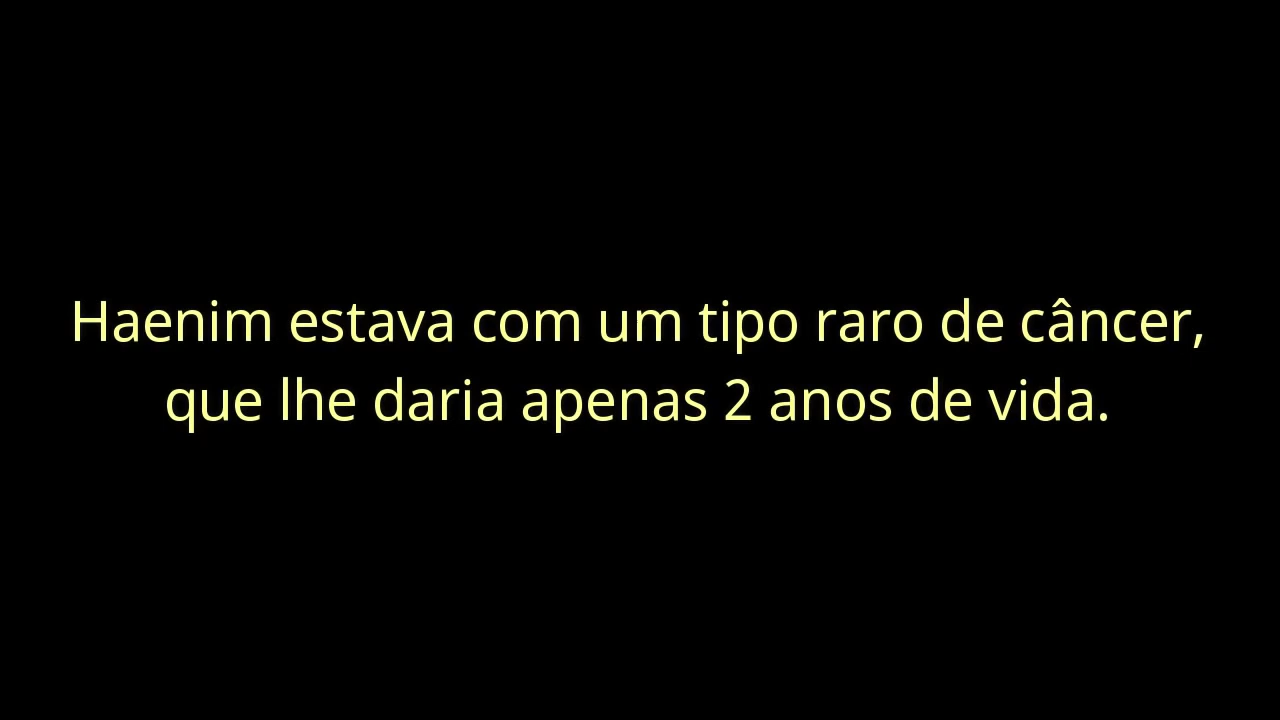 Haenim estava com um tipo raro de câncer,
que lhe daria apenas 2 anos de vida.